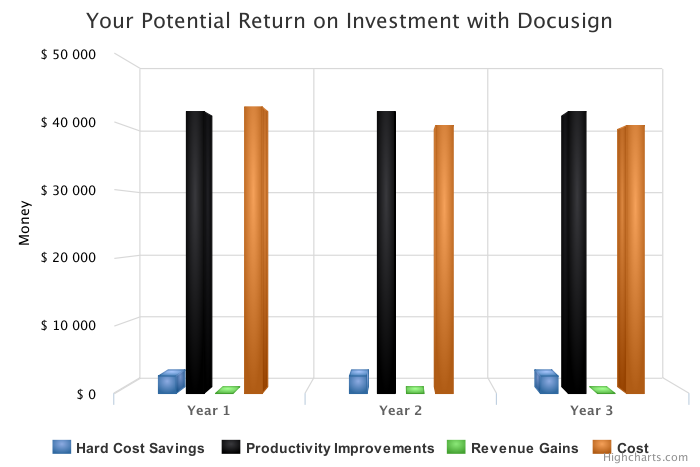 Your Potential Return on Investment with Docusign
$ 50 000
$ 40 000
$ 30 000
$ 20 000
$ 10 000
$ 0
Money
Year 1
Year 2
Year 3
Hard Cost Savings
Productivity Improvements
Revenue Gains
Cost
Highcharts.com